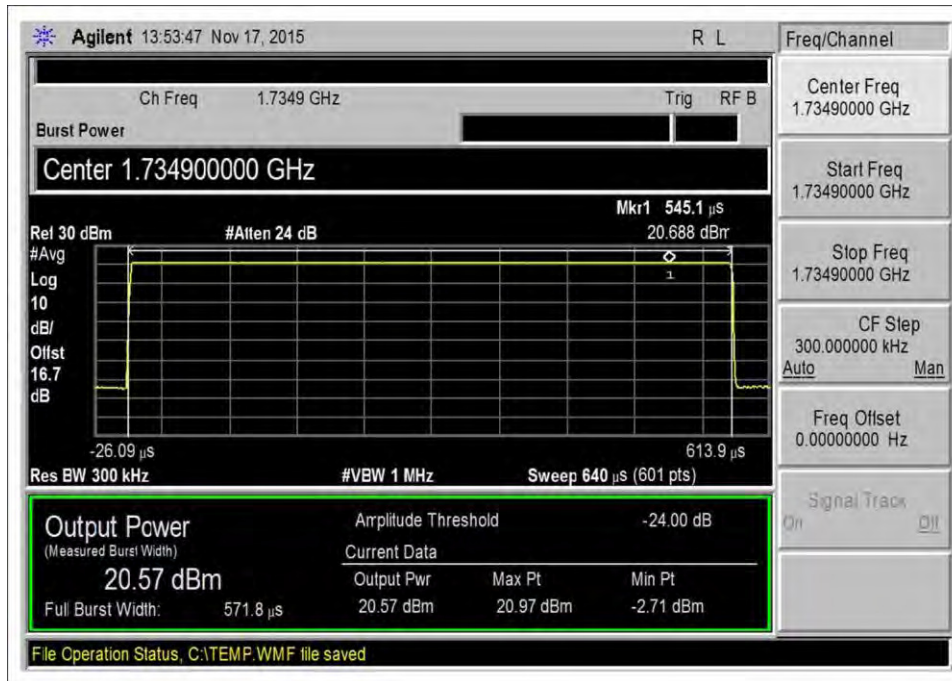 Agilent 13:53:47 Nov 17, 2015 R L
Freq/Channel
Ch Freq 1.7349 GHz Trig RF B
Burst Power
Center 1.734900000 GHz
Mkr1 545.1 µs
Ref 30 dBm #Atten 24 dB 20.688 dBm
#Avg
Log
10
dB/
Offst
16.7
dB
1
-26.09 µs 613.9 µs
Res BW 300 kHz #VBW 1 MHz Sweep 640 µs (601 pts)
Output Power
(Measured Burst Width)
20.57 dBm
Full Burst Width: 571.8 µs
Amplitude Threshold -24.00 dB
Current Data
Output Pwr Max Pt Min Pt
20.57 dBm 20.97 dBm -2.71 dBm
File Operation Status, C:\TEMP.WMF file saved
Center Freq
1.73490000 GHz
Start Freq
1.73490000 GHz
Stop Freq
1.73490000 GHz
CF Step
300.000000 kHz
Auto Man
Freq Offset
0.00000000 Hz
Signal Track
On Off